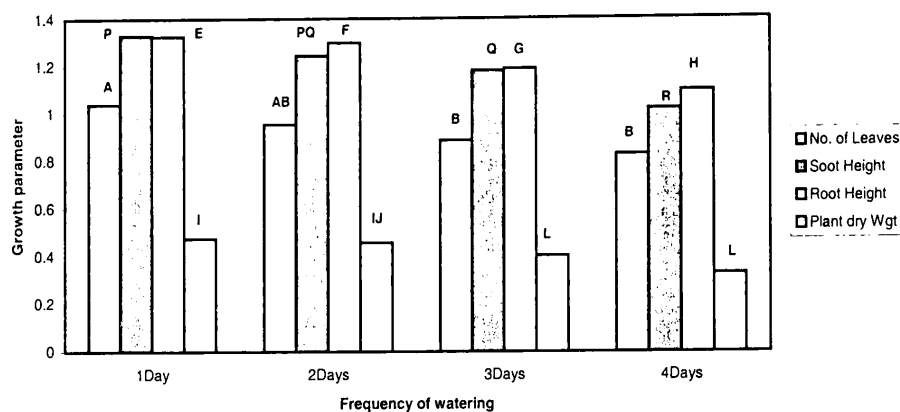 Growth parameter
1.4
1.2
1
0.8
0.6
0.4
0.2
0
P
E
A
I
PQ
F
AB
IJ
Q
G
B
L
H
R
B
L
1Day
2Days
3Days
4Days
Frequency of watering
No. of Leaves
Soot Height
Root Height
Plant dry Wgt